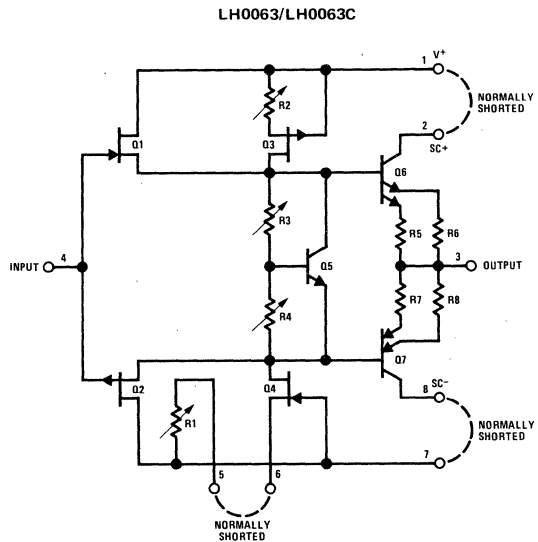 LH0063/LH0063C
1 V+
NORMALLY
SHORTED
R2
2
SC+
Q1
Q3
Q6
R3
R5
R6
INPUT 4
Q5
3 OUTPUT
R4
R7
R8
Q7
Q2
Q4
8 SC-
R1
NORMALLY
SHORTED
7
5
6
NORMALLY
SHORTED